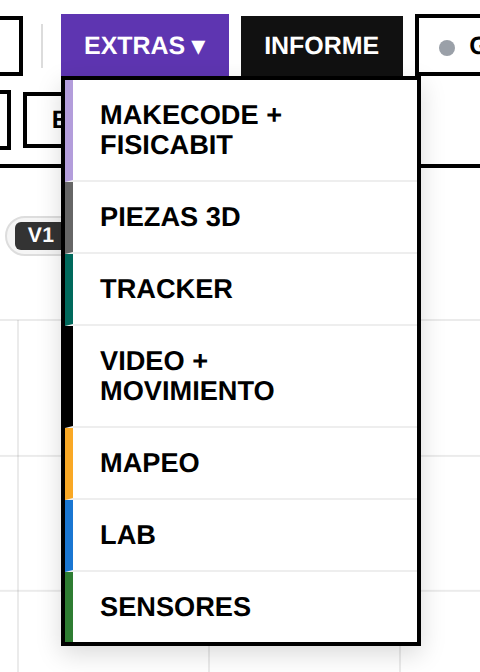 EXTRAS ▼
INFORME
V1
MAKECODE +
FISICABIT
PIEZAS 3D
TRACKER
VIDEO +
MOVIMIENTO
MAPEO
LAB
SENSORES